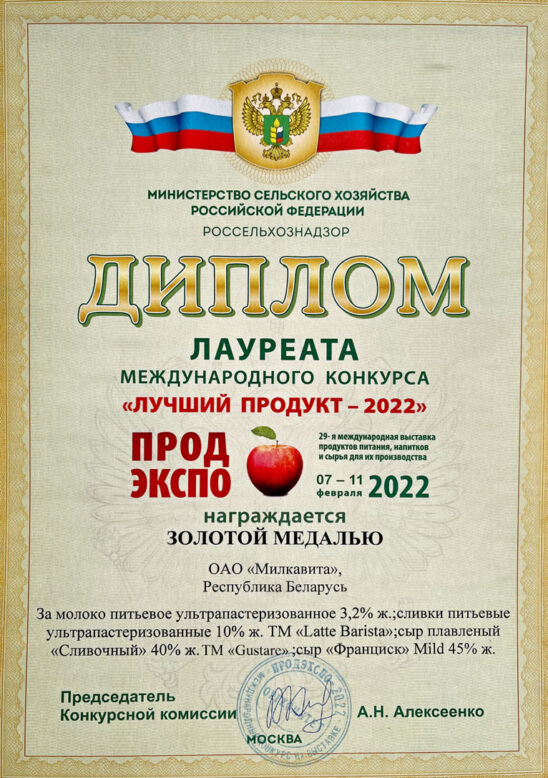 МИНИСТЕРСТВО СЕЛЬСКОГО ХОЗЯЙСТВА
РОССИЙСКОЙ ФЕДЕРАЦИИ
РОССЕЛЬХОЗНАДЗОР
ДИПЛОМ
ЛАУРЕАТА
МЕЖДУНАРОДНОГО КОНКУРСА
«ЛУЧШИЙ ПРОДУКТ – 2022»
ПРОД
ЭКСПО
29- я международная выставка
продуктов питания, напитков
и сырья для их производства
07 – 11
февраля
2022
награждается
ЗОЛОТОЙ МЕДАЛЬЮ
ОАО «Милкавита»,
Республика Беларусь
За молоко питьевое ультрапастеризованное 3,2% ж.;сливки питьевые
ультрапастеризованные 10% ж. ТМ «Latte Barista»;сыр плавленый
«Сливочный» 40% ж. ТМ «Gustare» ;сыр «Франциск» Mild 45% ж.
Председатель
Конкурсной комиссии
А.Н. Алексеенко
МОСКВА
ПРОДЭКСПО-2022